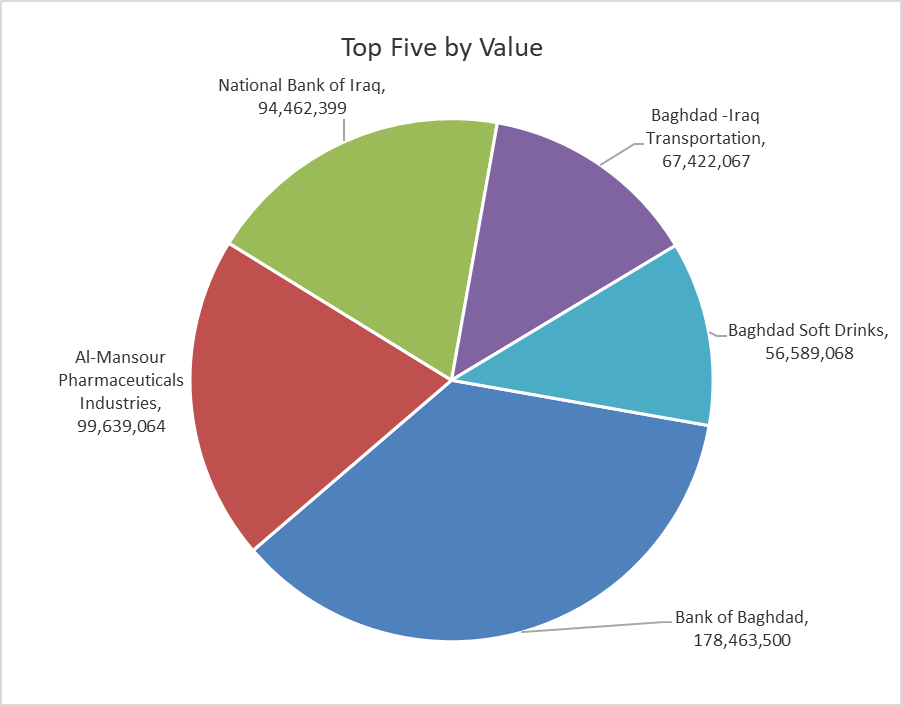 Top Five by Value
National Bank of Iraq,
94,462,399
Baghdad -Iraq
Transportation,
67,422,067
Baghdad Soft Drinks,
56,589,068
Al-Mansour
Pharmaceuticals
Industries,
99,639,064
Bank of Baghdad,
178,463,500